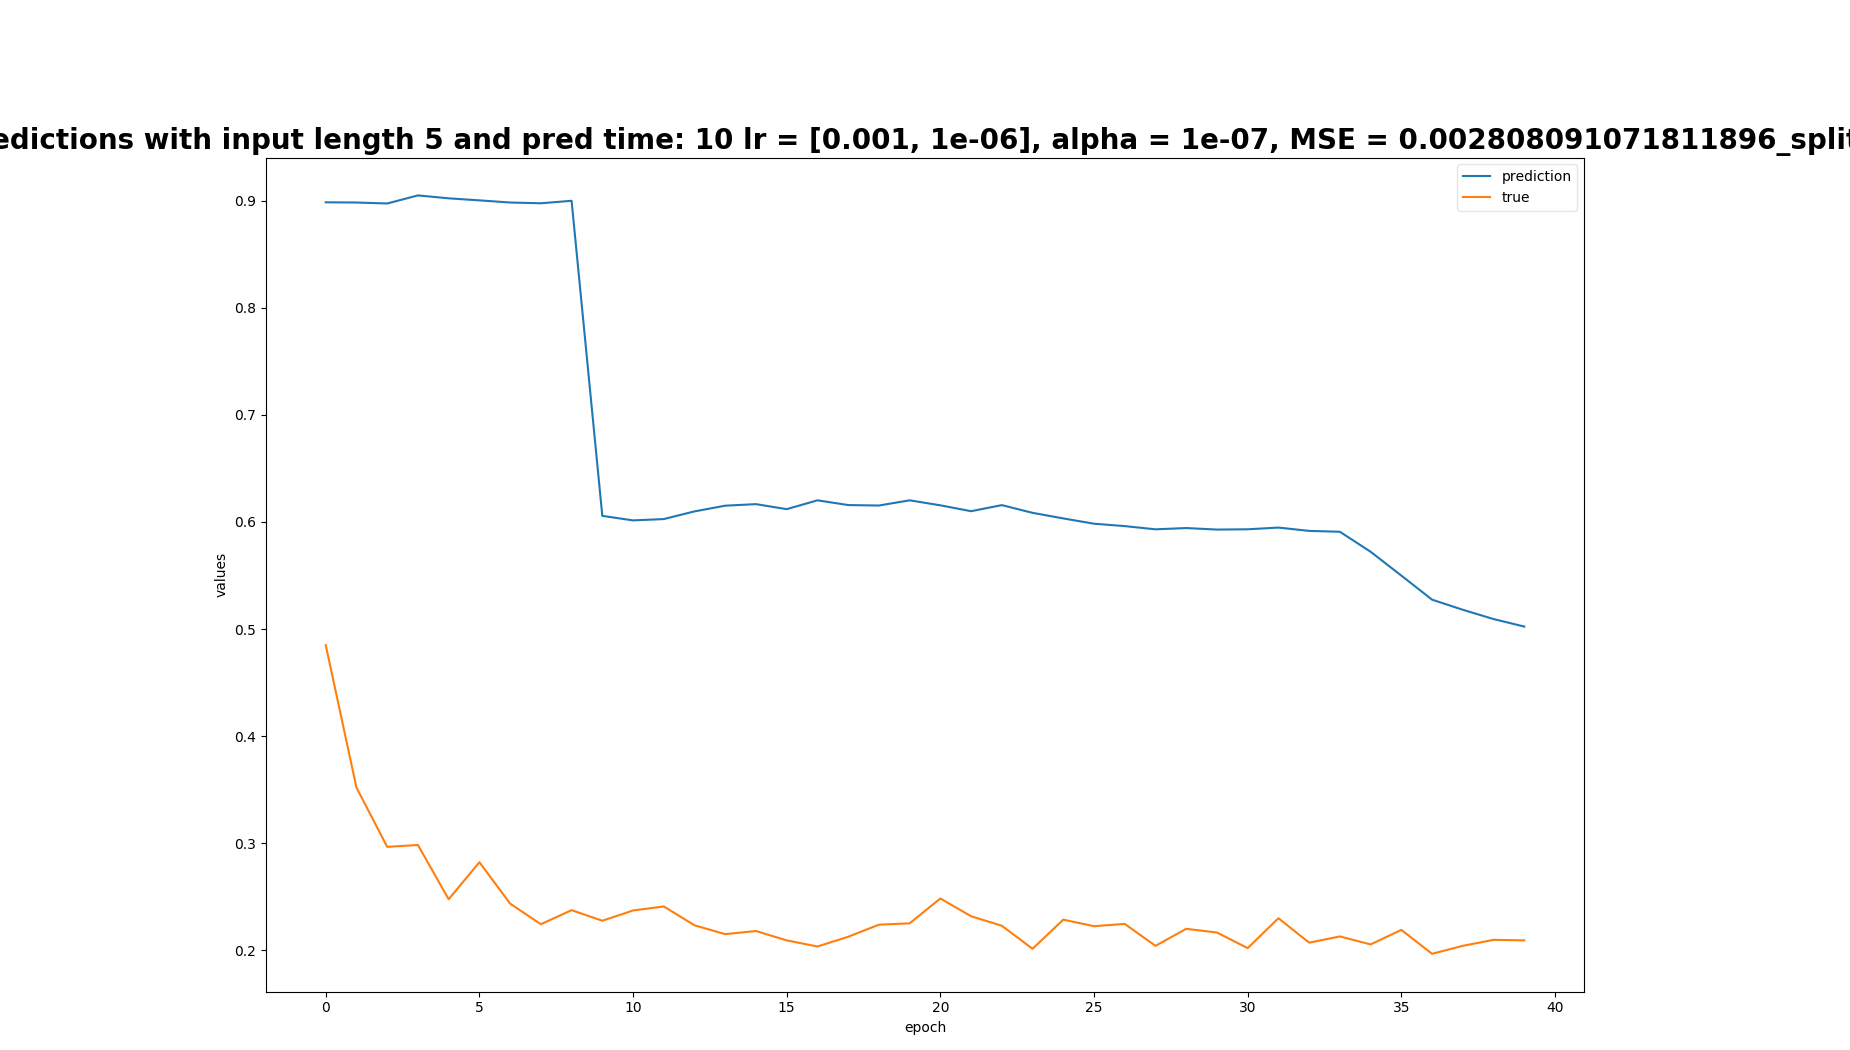 edictions with input length 5 and pred time: 10 lr = [0.001, 1e-06], alpha = 1e-07, MSE = 0.002808091071811896_split
prediction
true
0.9
0.8
0.7
0.6
0.5
0.4
0.3
0.2
values
0 5 10 15 20 25 30 35 40
epoch